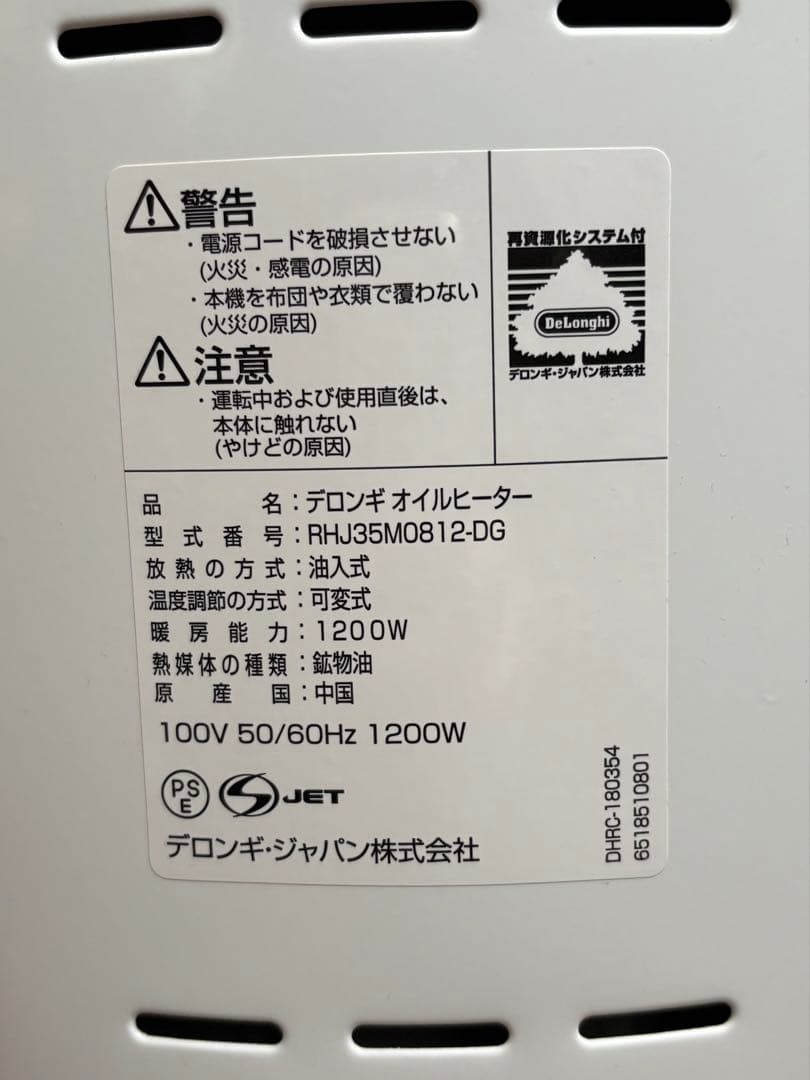 警告
・電源コードを破損させない
(火災・感電の原因)
・本機を布団や衣類で覆わない
(火災の原因)
注意
・運転中および使用直後は、
本体に触れない
(やけどの原因)
再資源化システム付
DeLonghi
デロンギ・ジャパン株式会社
品名：デロンギ オイルヒーター
型式番号：RHJ35M0812-DG
放熱の方式：油入式
温度調節の方式：可変式
暖房能力：1200W
熱媒体の種類：鉱物油
原産国：中国
100V 50/60Hz 1200W
PS
E
JET
デロンギ・ジャパン株式会社
DHRC-180354
6518510801